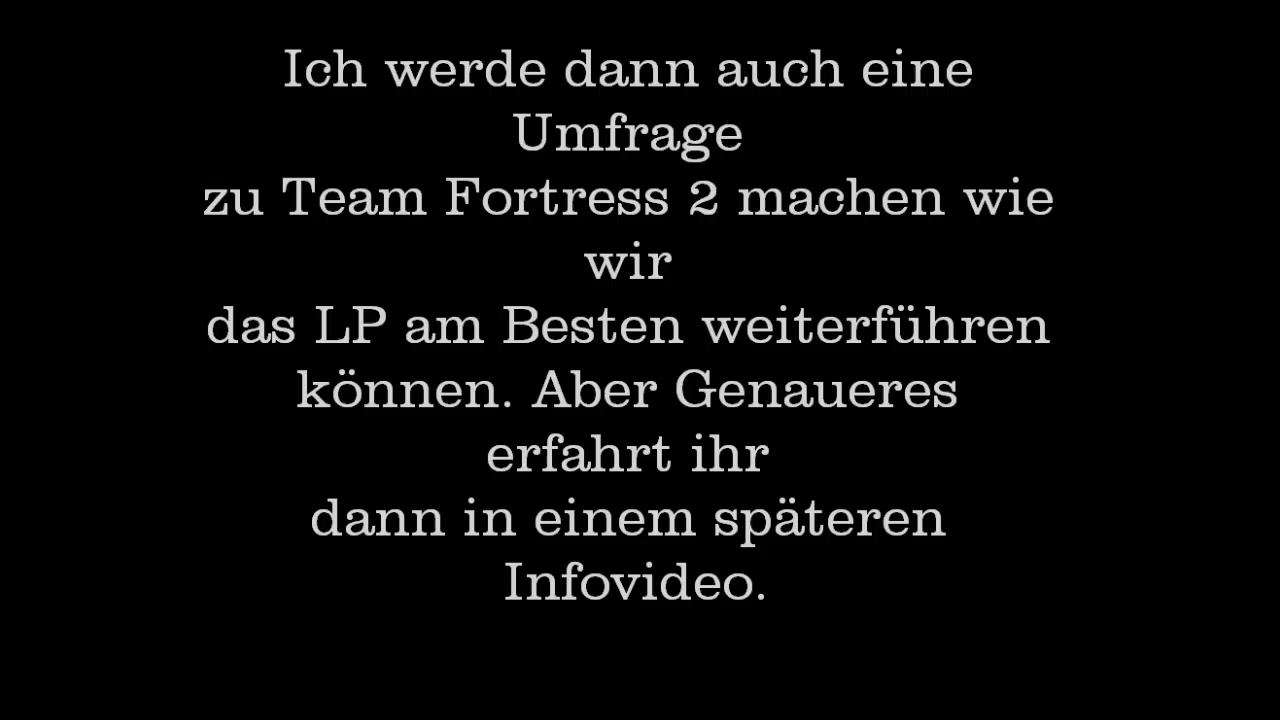 Ich werde dann auch eine
Umfrage
zu Team Fortress 2 machen wie
wir
das LP am Besten weiterführen
können. Aber Genaueres
erfahrt ihr
dann in einem späteren
Infovideo.